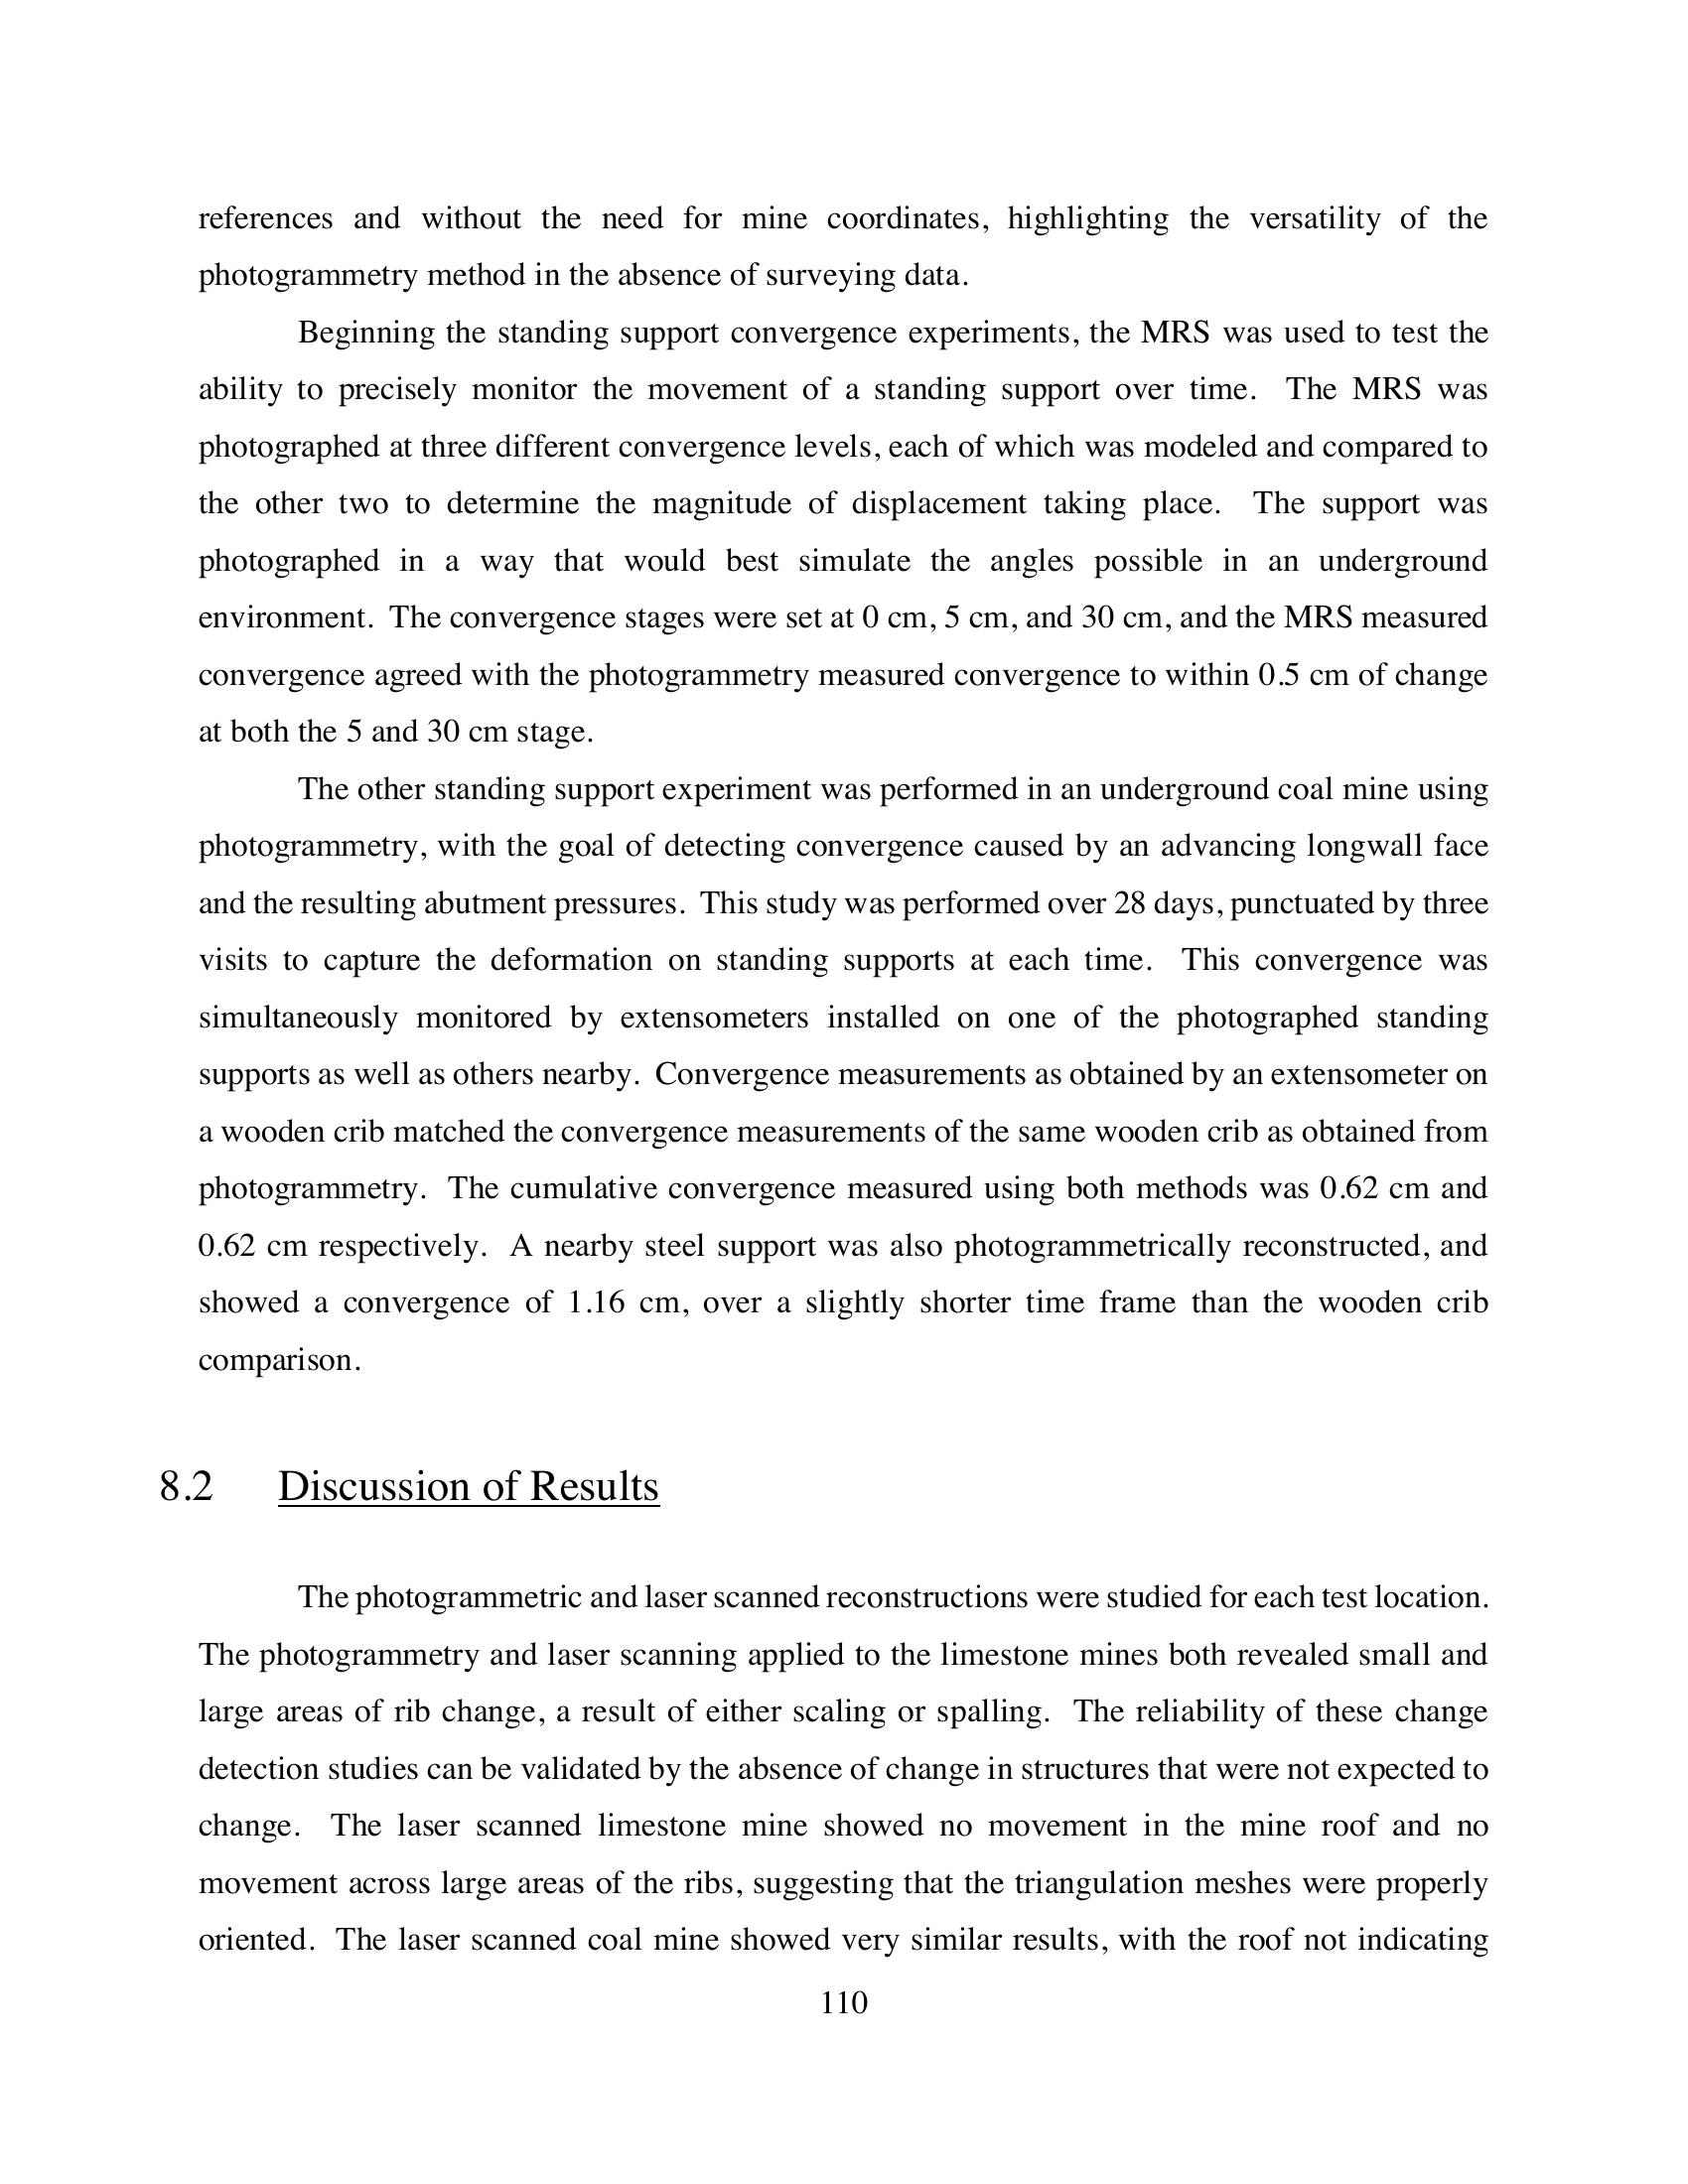 references and without the need for mine coordinates, highlighting the versatility of the
photogrammetry method in the absence of surveying data.
Beginning the standing support convergence experiments, the MRS was used to test the
ability to precisely monitor the movement of a standing support over time. The MRS was
photographed at three different convergence levels, each of which was modeled and compared to
the other two to determine the magnitude of displacement taking place. The support was
photographed in a way that would best simulate the angles possible in an underground
environment. The convergence stages were set at 0 cm, 5 cm, and 30 cm, and the MRS measured
convergence agreed with the photogrammetry measured convergence to within 0.5 cm of change
at both the 5 and 30 cm stage.
The other standing support experiment was performed in an underground coal mine using
photogrammetry, with the goal of detecting convergence caused by an advancing longwall face
and the resulting abutment pressures. This study was performed over 28 days, punctuated by three
visits to capture the deformation on standing supports at each time. This convergence was
simultaneously monitored by extensometers installed on one of the photographed standing
supports as well as others nearby. Convergence measurements as obtained by an extensometer on
a wooden crib matched the convergence measurements of the same wooden crib as obtained from
photogrammetry. The cumulative convergence measured using both methods was 0.62 cm and
0.62 cm respectively. A nearby steel support was also photogrammetrically reconstructed, and
showed a convergence of 1.16 cm, over a slightly shorter time frame than the wooden crib
comparison.
8.2 Discussion of Results
The photogrammetric and laser scanned reconstructions were studied for each test location.
The photogrammetry and laser scanning applied to the limestone mines both revealed small and
large areas of rib change, a result of either scaling or spalling. The reliability of these change
detection studies can be validated by the absence of change in structures that were not expected to
change. The laser scanned limestone mine showed no movement in the mine roof and no
movement across large areas of the ribs, suggesting that the triangulation meshes were properly
oriented. The laser scanned coal mine showed very similar results, with the roof not indicating
110